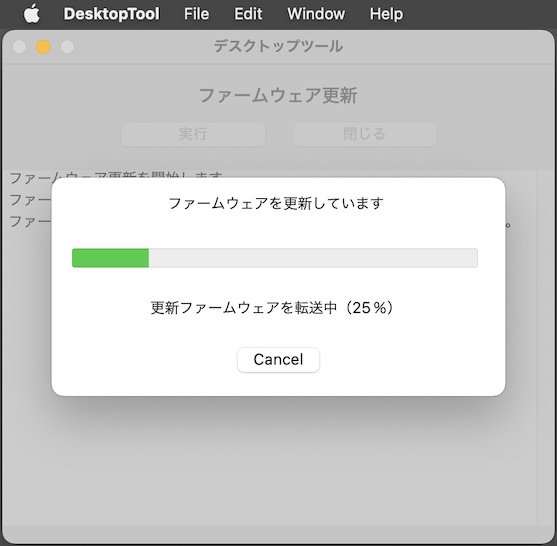 DesktopTool File Edit Window Help
デスクトップツール
ファームウェア更新
実行 閉じる
ファームウェア更新を開始します
ファー
ファー 。
ファームウェアを更新しています
更新ファームウェアを転送中（25％）
Cancel